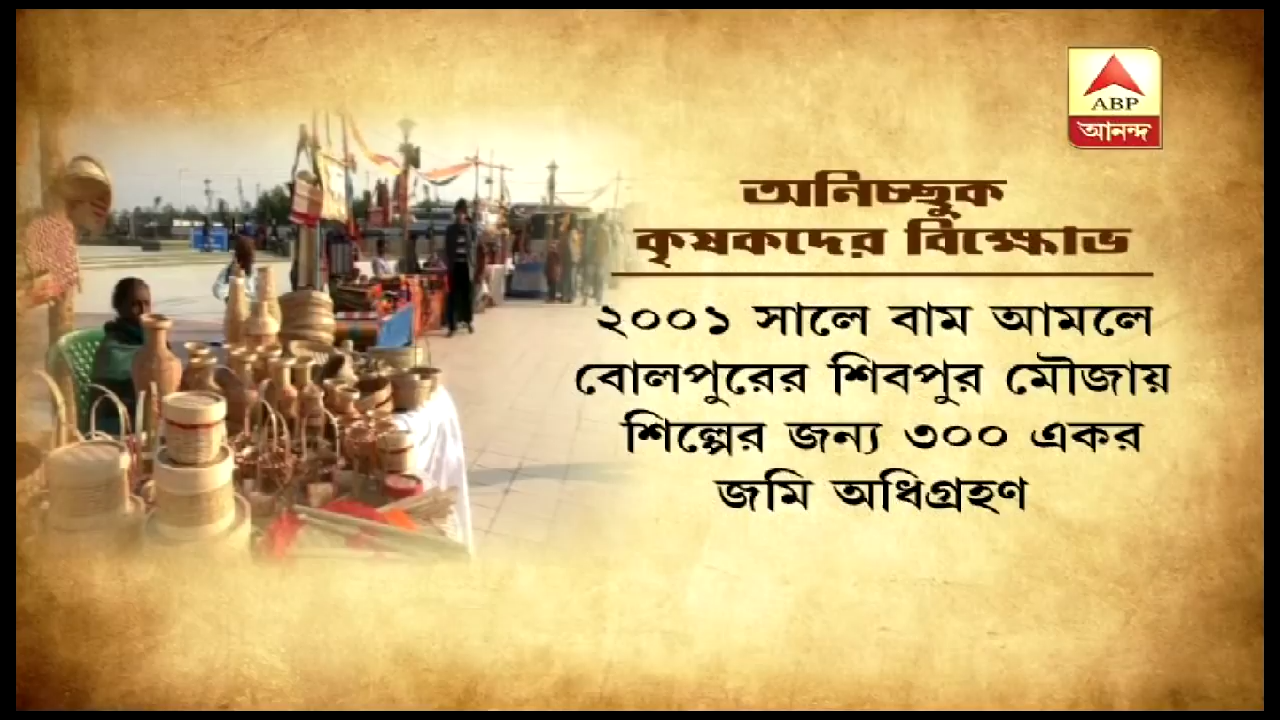 ABP
আনন্দ
অনিচ্ছুক
কৃষকদের বিক্ষোভ
২০০১ সালে বাম আমলে
বোলপুরের শিবপুর মৌজায়
শিল্পের জন্য ৩০০ একর
জমি অধিগ্রহণ